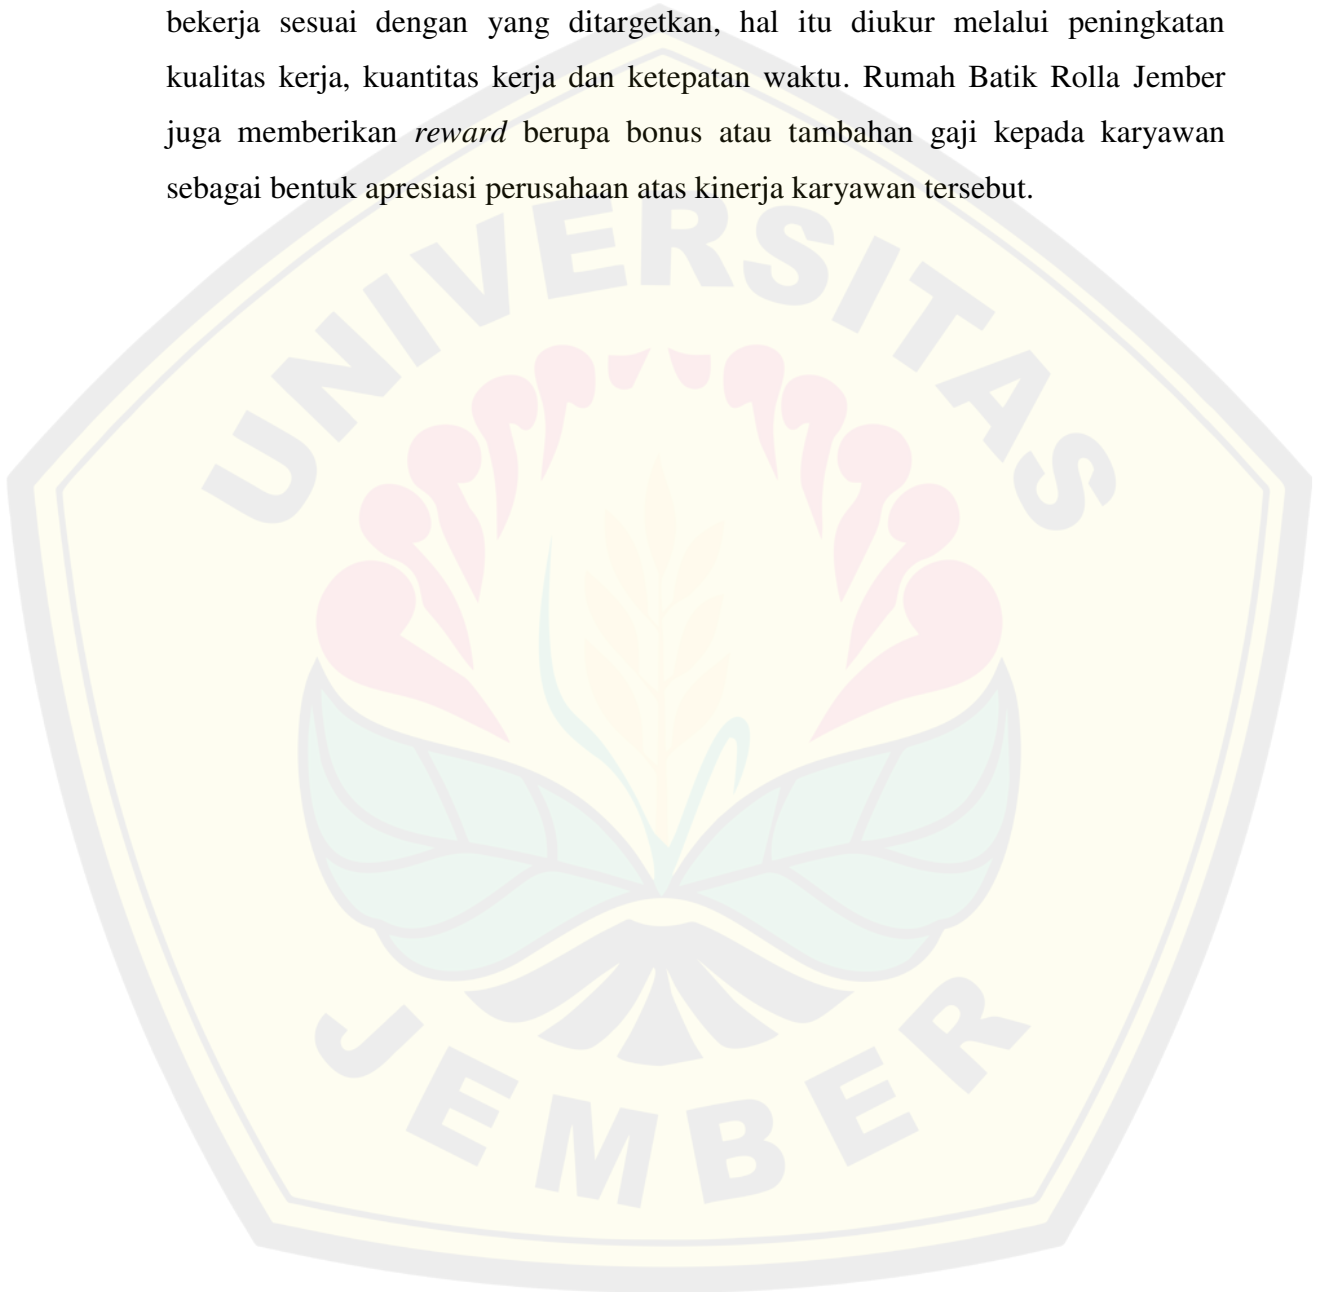 bekerja sesuai dengan yang ditargetkan, hal itu diukur melalui peningkatan
kualitas kerja, kuantitas kerja dan ketepatan waktu. Rumah Batik Rolla Jember
juga memberikan reward berupa bonus atau tambahan gaji kepada karyawan
sebagai bentuk apresiasi perusahaan atas kinerja karyawan tersebut.
UNIVERSITAS
JEMBER